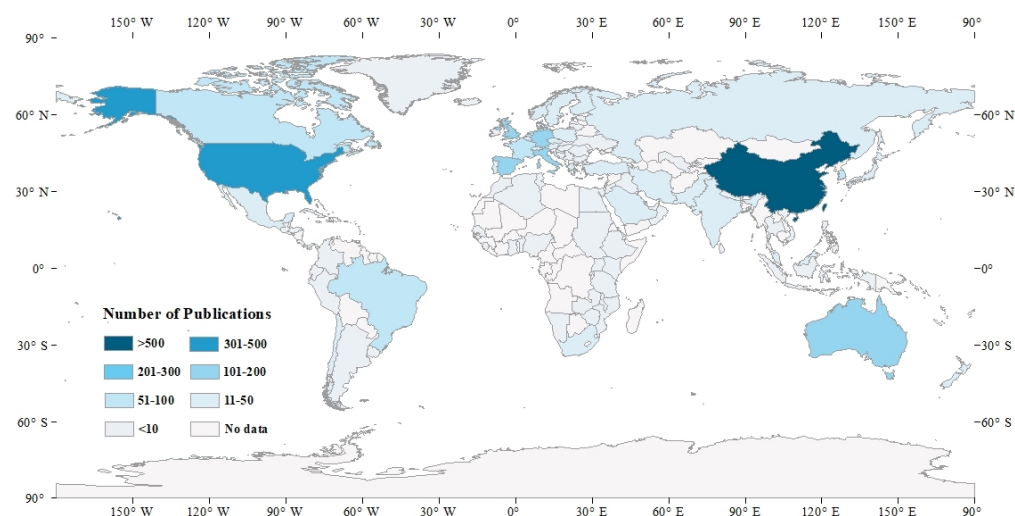 150° W 120° W 90° W 60° W 30° W 0° 30° E 60° E 90° E 120° E 150° E 90°
90°
60° N 60° N
30° N 30° N
0° 0°
Number of Publications
>500 301-500
30° S 30° S
201-300 101-200
51-100 11-50
60° S 60° S
<10 No data
90°
150° W 120° W 90° W 60° W 30° W 0° 30° E 60° E 90° E 120° E 150° E 90°